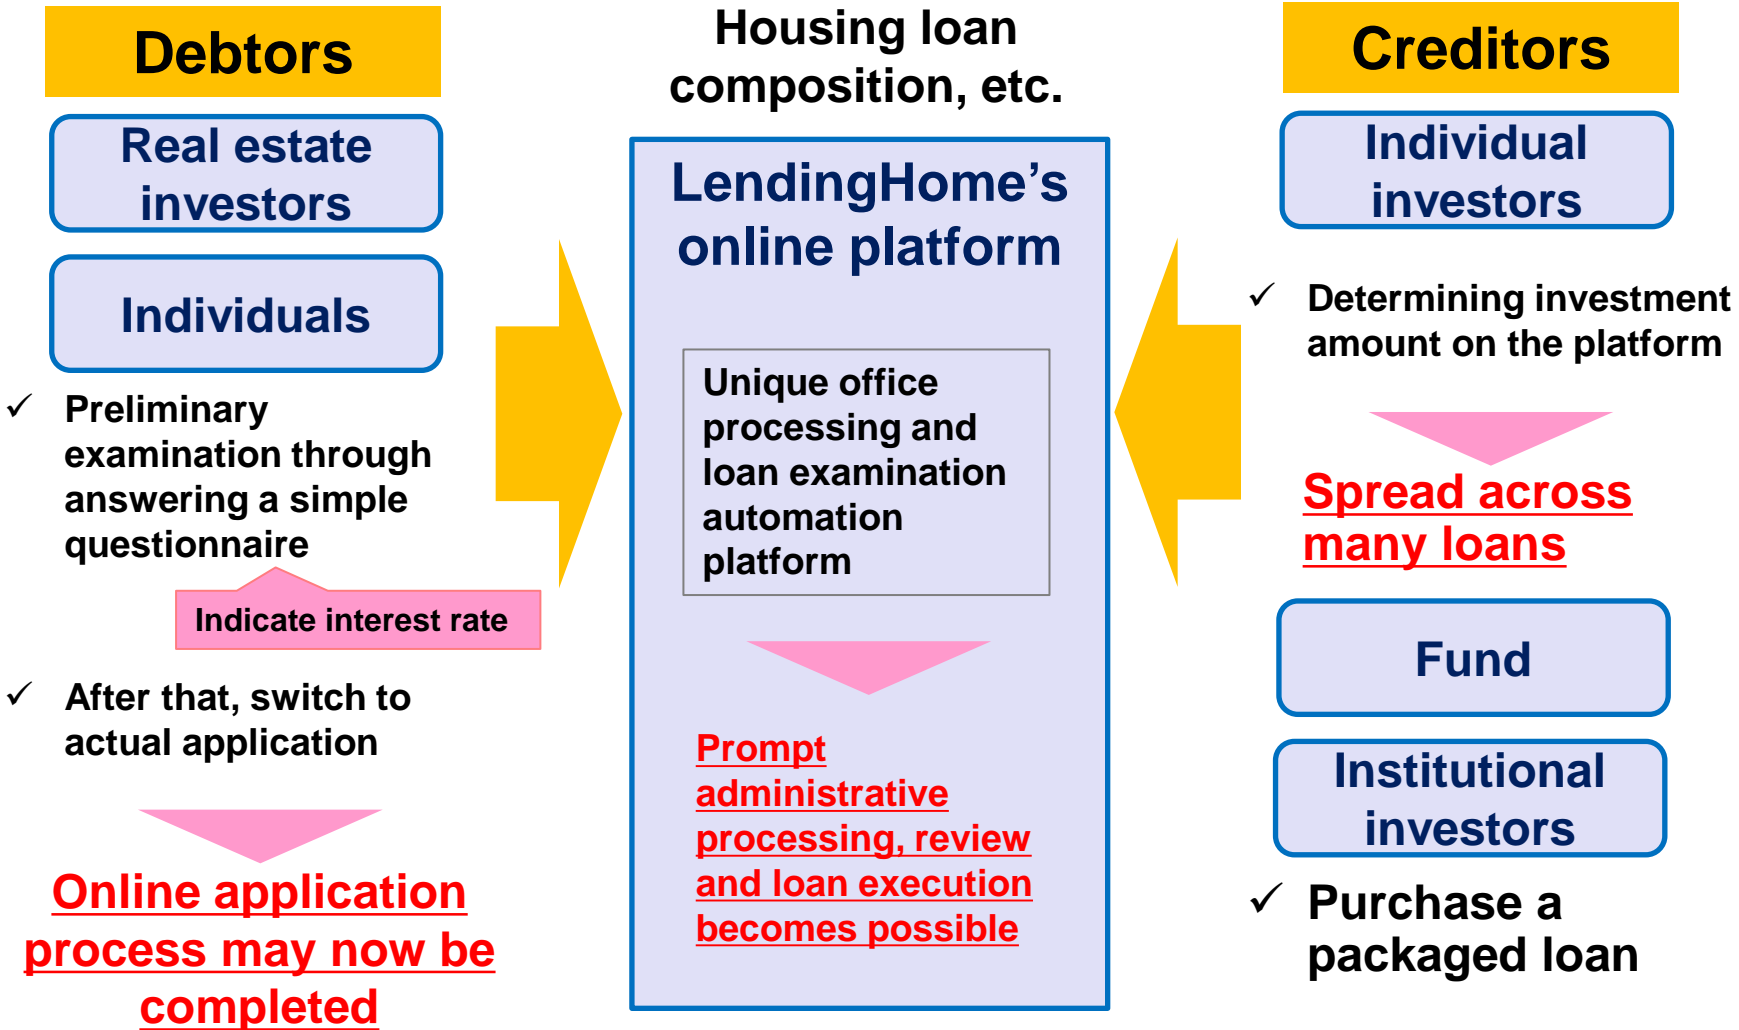 Debtors
Real estate
investors
Individuals
✓ Preliminary
examination through
answering a simple
questionnaire
Indicate interest rate
✓ After that, switch to
actual application
Online application
process may now be
completed
Housing loan
composition, etc.
LendingHome’s
online platform
Unique office
processing and
loan examination
automation
platform
Prompt
administrative
processing, review
and loan execution
becomes possible
Creditors
Individual
investors
✓ Determining investment
amount on the platform
Spread across
many loans
Fund
Institutional
investors
✓ Purchase a
packaged loan